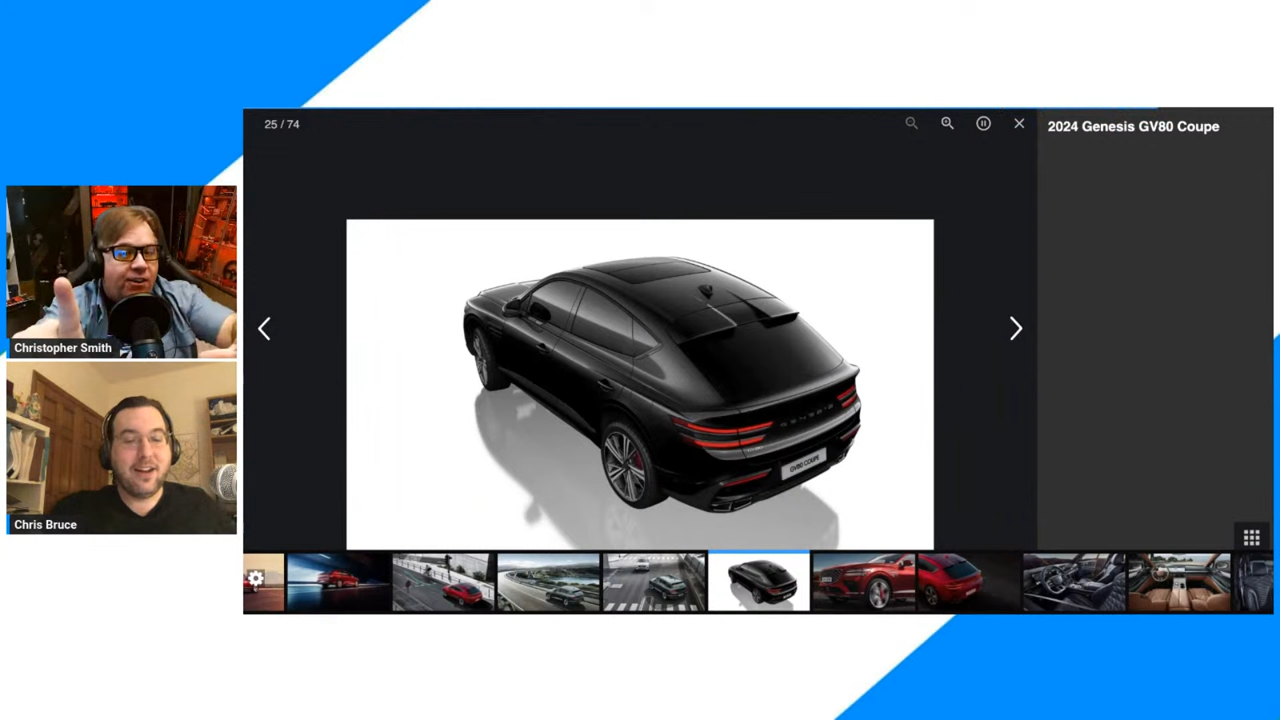 25 / 74
2024 Genesis GV80 Coupe
Christopher Smith
GENESIS
GV80 COUPE
Chris Bruce